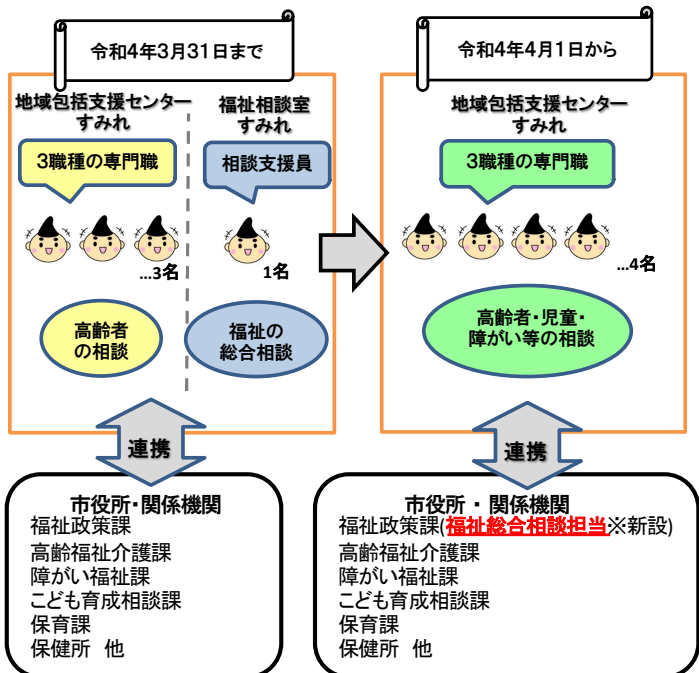 令和4年3月31日まで
地域包括支援センター
すみれ
3職種の専門職
…3名
高齢者
の相談
福祉相談室
すみれ
相談支援員
1名
福祉の
総合相談
連携
市役所・関係機関
福祉政策課
高齢福祉介護課
障がい福祉課
こども育成相談課
保育課
保健所 他
令和4年4月1日から
地域包括支援センター
すみれ
3職種の専門職
…4名
高齢者・児童・
障がい等の相談
連携
市役所 ・ 関係機関
福祉政策課(福祉総合相談担当※新設)
高齢福祉介護課
障がい福祉課
こども育成相談課
保育課
保健所 他